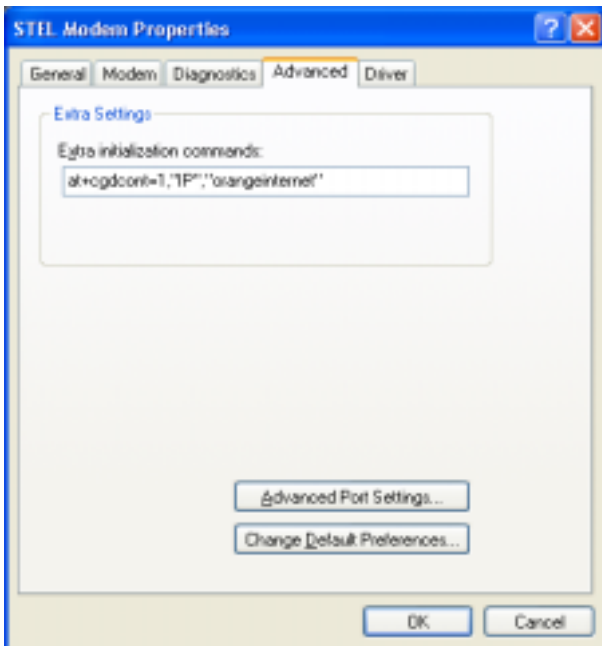 STEL Modem Properties
General Modem Diagnostics Advanced Driver
Extra Settings
Extra initialization commands:
at+cgdcont=1,"IP","orangeinternet"
Advanced Port Settings...
Change Default Preferences...
OK Cancel